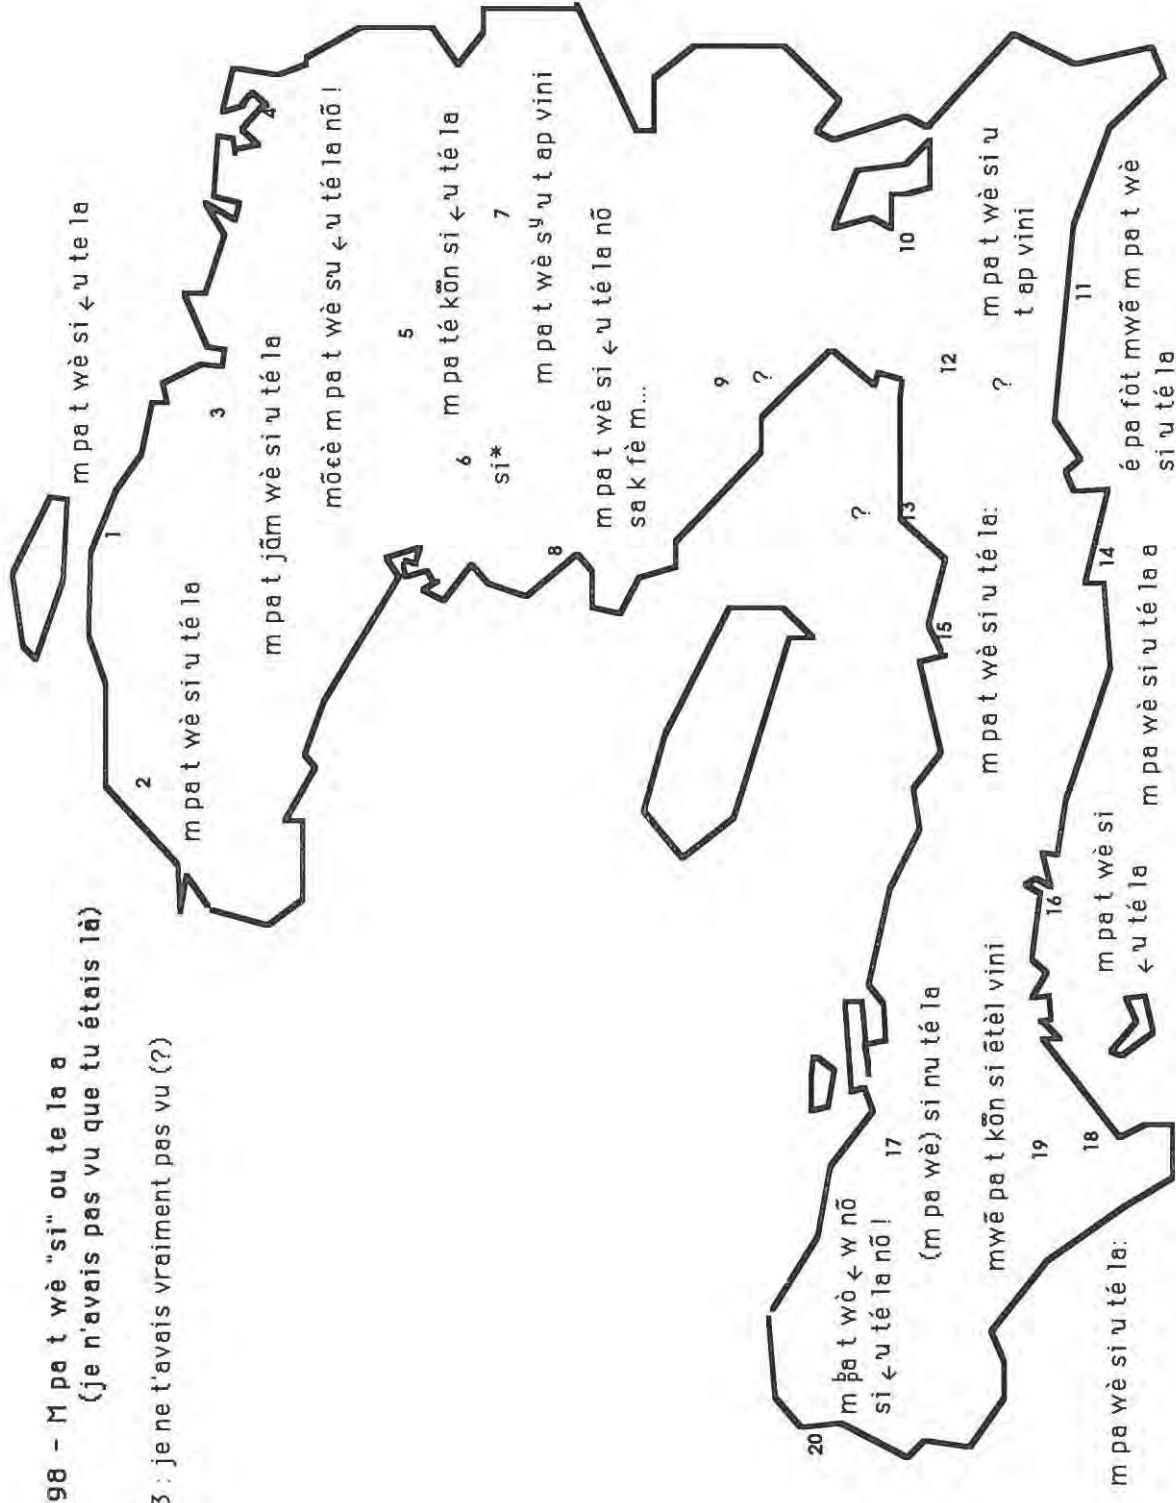 98 - M pa t wè "si" ou te la a
(je n'avais pas vu que tu étais là)
3 : je ne t'avais vraiment pas vu (?)
m pa t wè si ← u te la
1
2
m pa t wè si u té la
3
m pa t jãm wè si u té la
4
mõɛè m pa t wè su ← u té la nõ !
5
m pa té kõn si ← u té la
6
si*
7
m pa t wè sʸ u t ap vini
8
m pa t wè si ← u té la nõ
sa k fè m...
9
?
10
m pa t wè si u
t ap vini
11
é pa fòt mwẽ m pa t wè
si u té la
12
?
13
?
14
m pa wè si u té la a
15
m pa t wè si u té la:
16
m pa t wè si
← u té la
17
(m pa wè) si nu té la
18
m pa wè si u té la:
19
mwẽ pa t kõn si ẽtèl vini
20
m pa t wò ← w nõ
si ← u té la nõ !